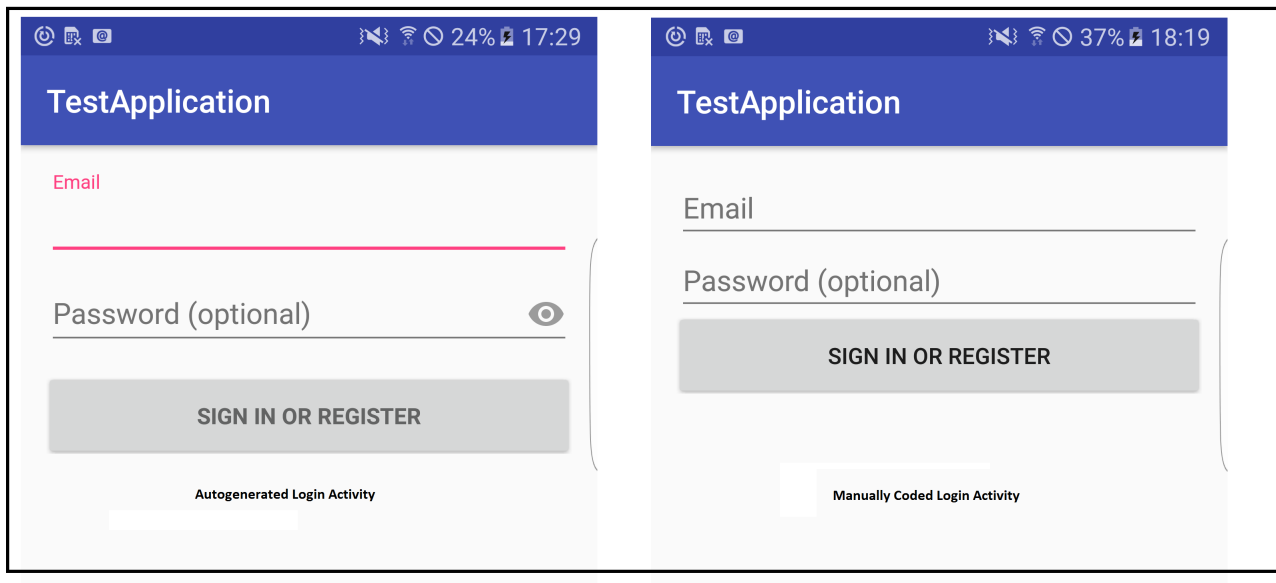 24% 17:29
TestApplication
Email
Password (optional)
SIGN IN OR REGISTER
Autogenerated Login Activity
37% 18:19
TestApplication
Email
Password (optional)
SIGN IN OR REGISTER
Manually Coded Login Activity